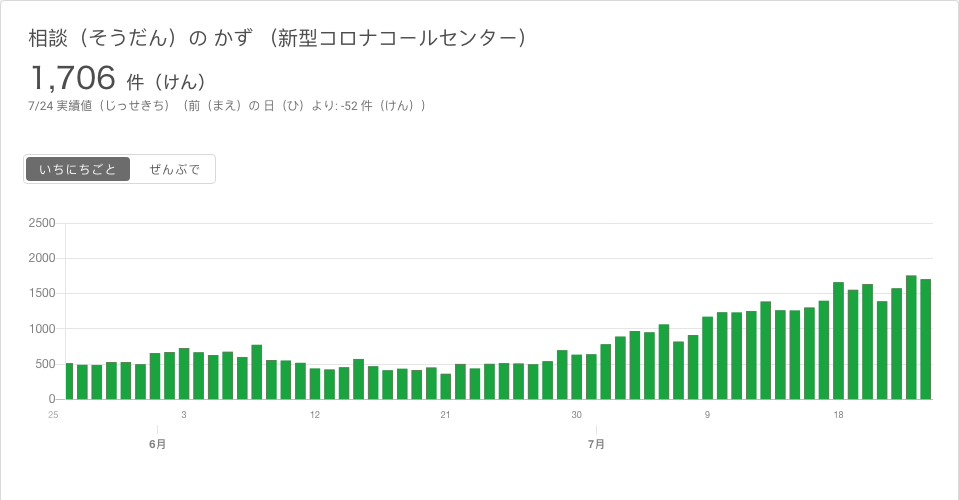 相談（そうだん）の かず （新型コロナコールセンター）
1,706 件（けん）
7/24 実績値（じっせきち）（前（まえ）の 日（ひ）より: -52 件（けん））
いちにちごと ぜんぶで
2500
2000
1500
1000
500
0
25 3 12 21 30 9 18
6月 7月